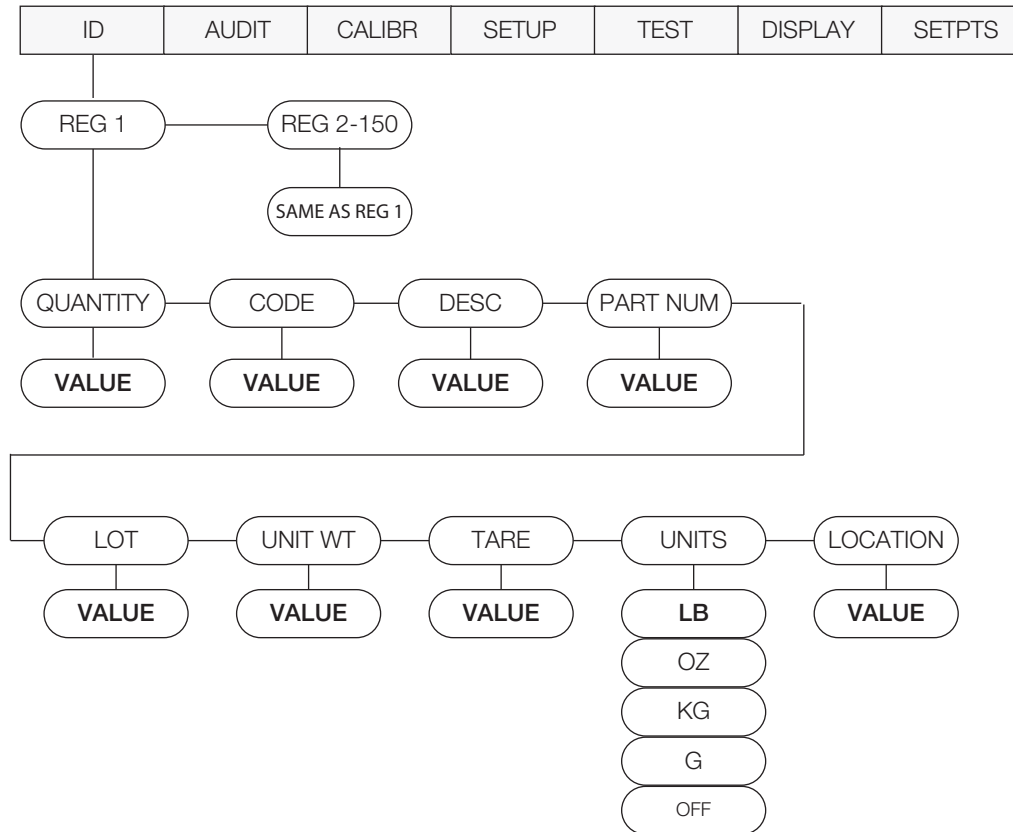 ID AUDIT CALIBR SETUP TEST DISPLAY SETPTS
REG 1 REG 2-150
SAME AS REG 1
QUANTITY CODE DESC PART NUM
VALUE VALUE VALUE VALUE
LOT UNIT WT TARE UNITS LOCATION
VALUE VALUE VALUE LB VALUE
OZ
KG
G
OFF